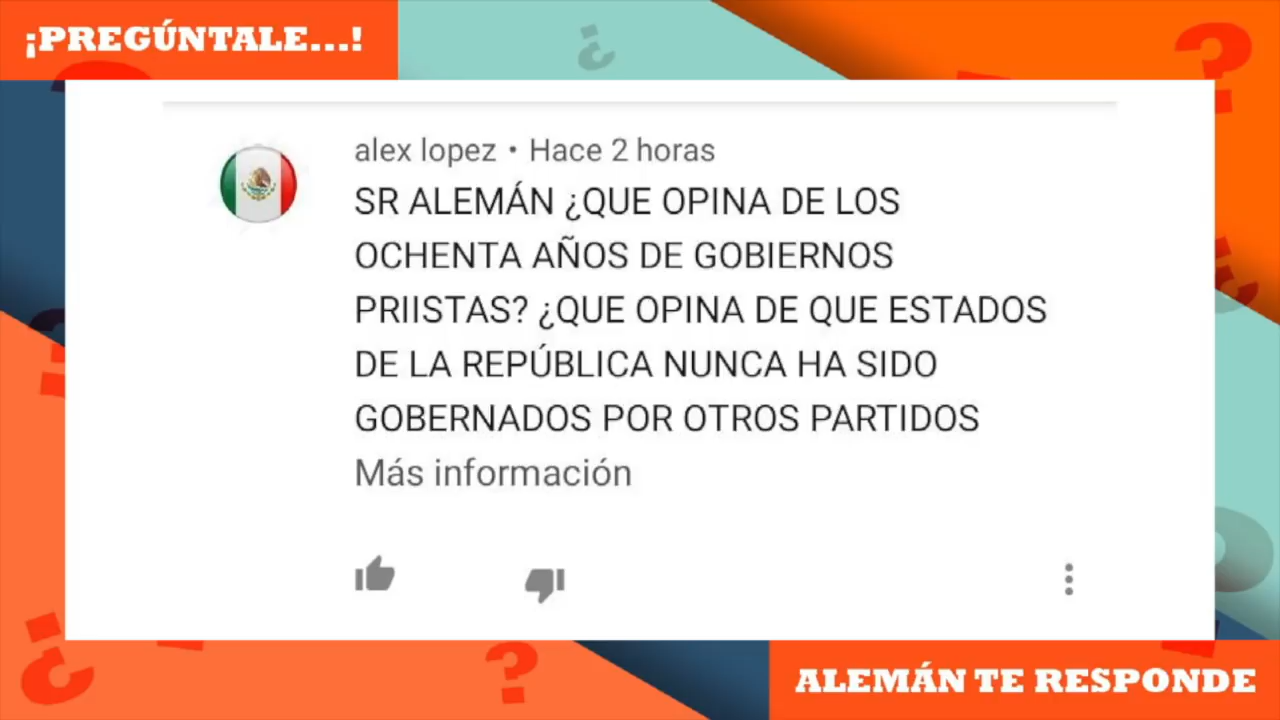 ¡PREGÚNTALE...!
alex lopez • Hace 2 horas
SR ALEMÁN ¿QUE OPINA DE LOS
OCHENTA AÑOS DE GOBIERNOS
PRIISTAS? ¿QUE OPINA DE QUE ESTADOS
DE LA REPÚBLICA NUNCA HA SIDO
GOBERNADOS POR OTROS PARTIDOS
Más información
ALEMÁN TE RESPONDE